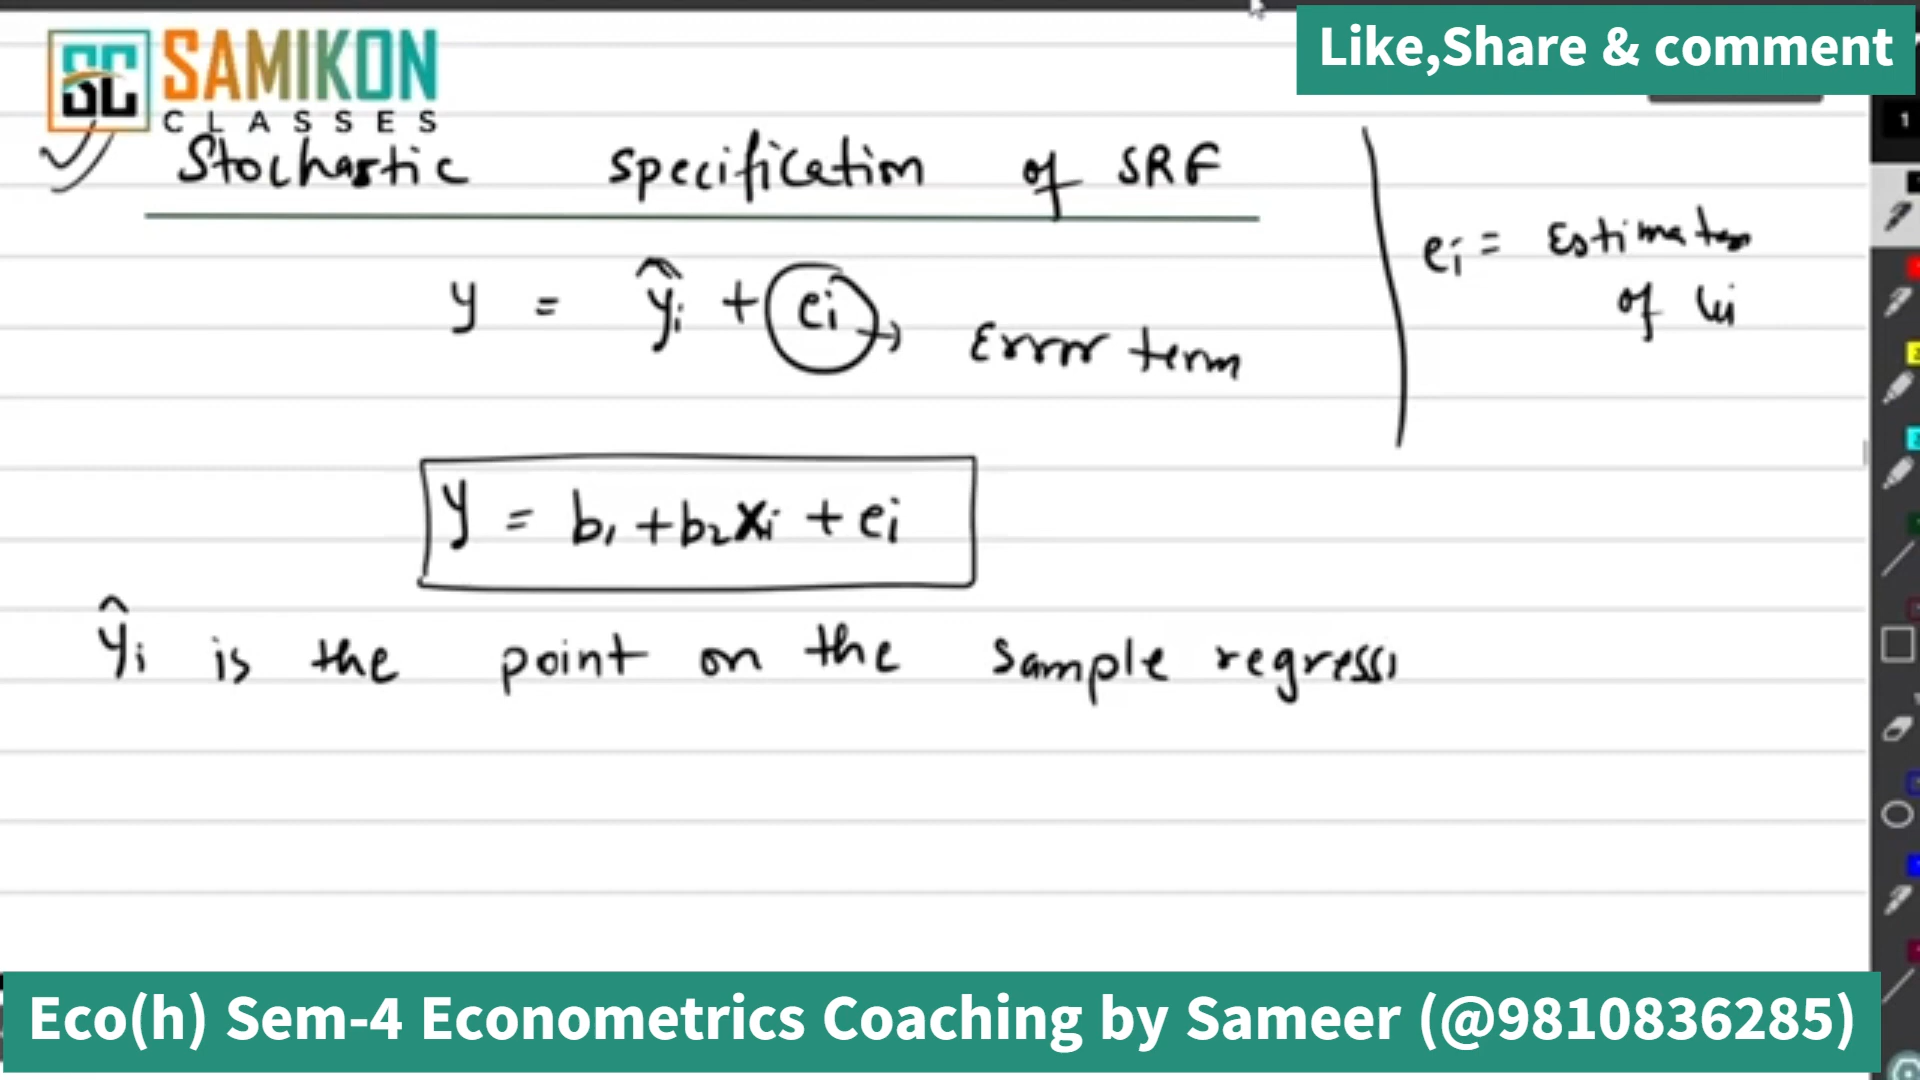 Like,Share & comment
SC SAMIKON
CLASSES
Stochastic specification of SRF
y = ŷi + ei → Error term
ei = Estimator
of ui
y = b1 + b2xi + ei
ŷi is the point on the sample regressi
Eco(h) Sem-4 Econometrics Coaching by Sameer (@9810836285)